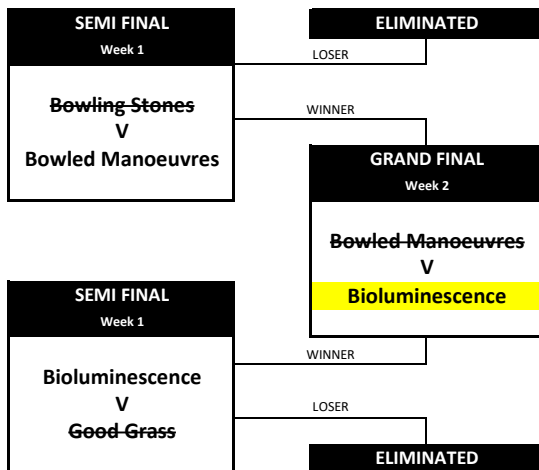 SEMI FINAL
Week 1
Bowling Stones
V
Bowled Manoeuvres
ELIMINATED
LOSER
WINNER
GRAND FINAL
Week 2
Bowled Manoeuvres
V
Bioluminescence
SEMI FINAL
Week 1
Bioluminescence
V
Good Grass
WINNER
LOSER
ELIMINATED